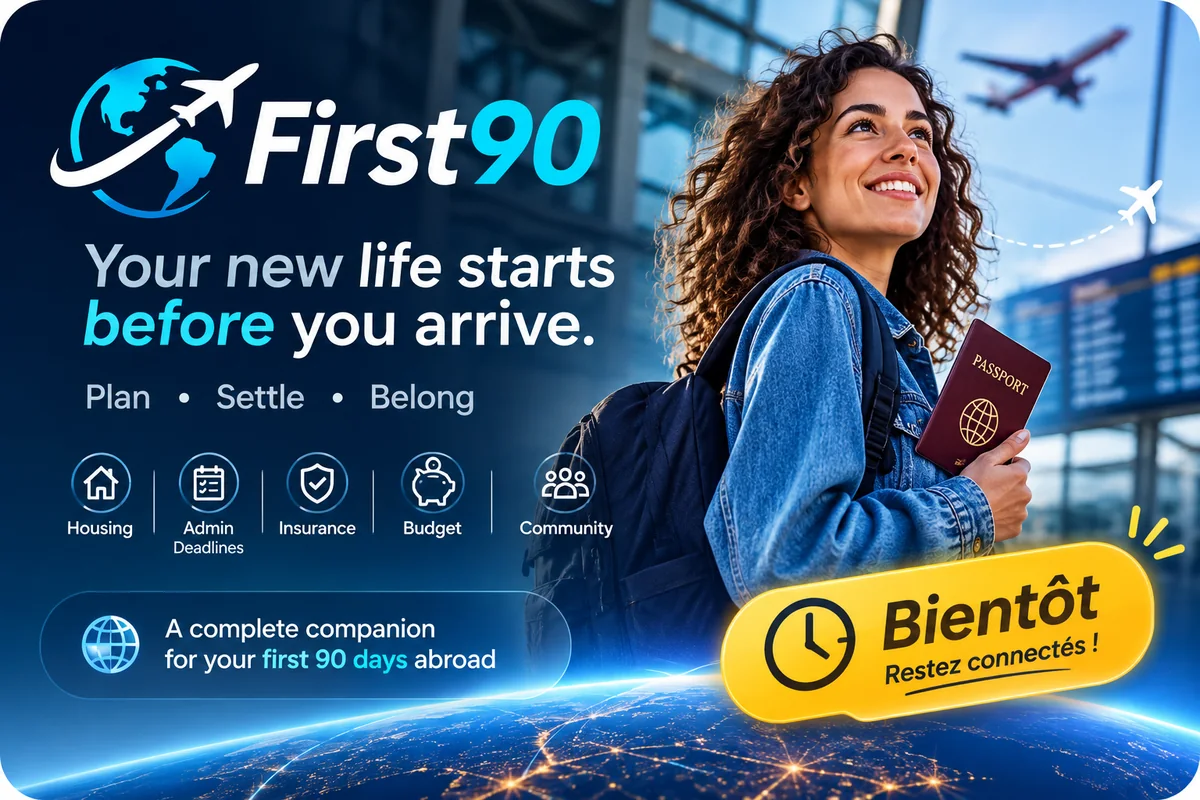 First90
Your new life starts
before you arrive.
Plan • Settle • Belong
Housing
Admin
Deadlines
Insurance
Budget
Community
A complete companion
for your first 90 days abroad
PASSPORT
Bientôt
Restez connectés !